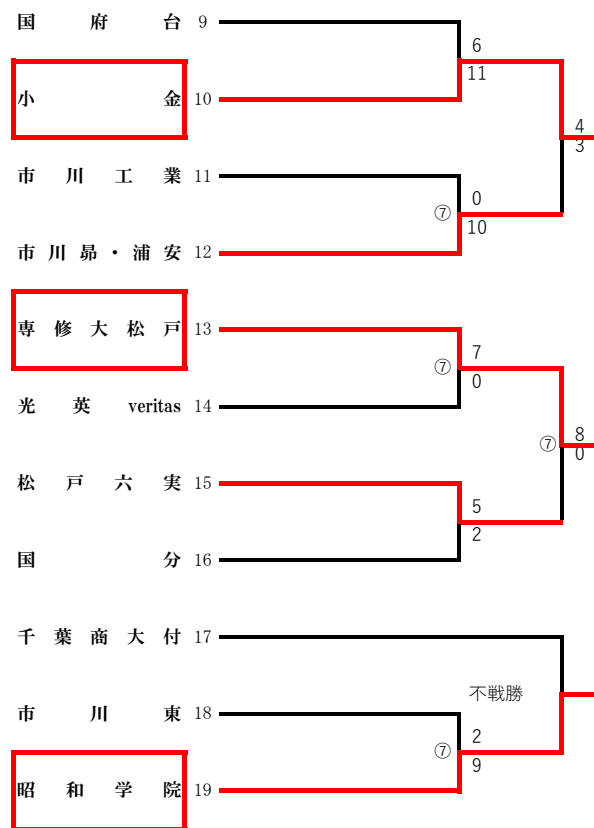 国府台 9
6
11
小金 10
4
3
市川工業 11
0
⑦
10
市川昴・浦安 12
専修大松戸 13
7
⑦
0
光英 veritas 14
8
⑦
0
松戸六実 15
5
2
国分 16
千葉商大付 17
不戦勝
市川東 18
2
⑦
9
昭和学院 19